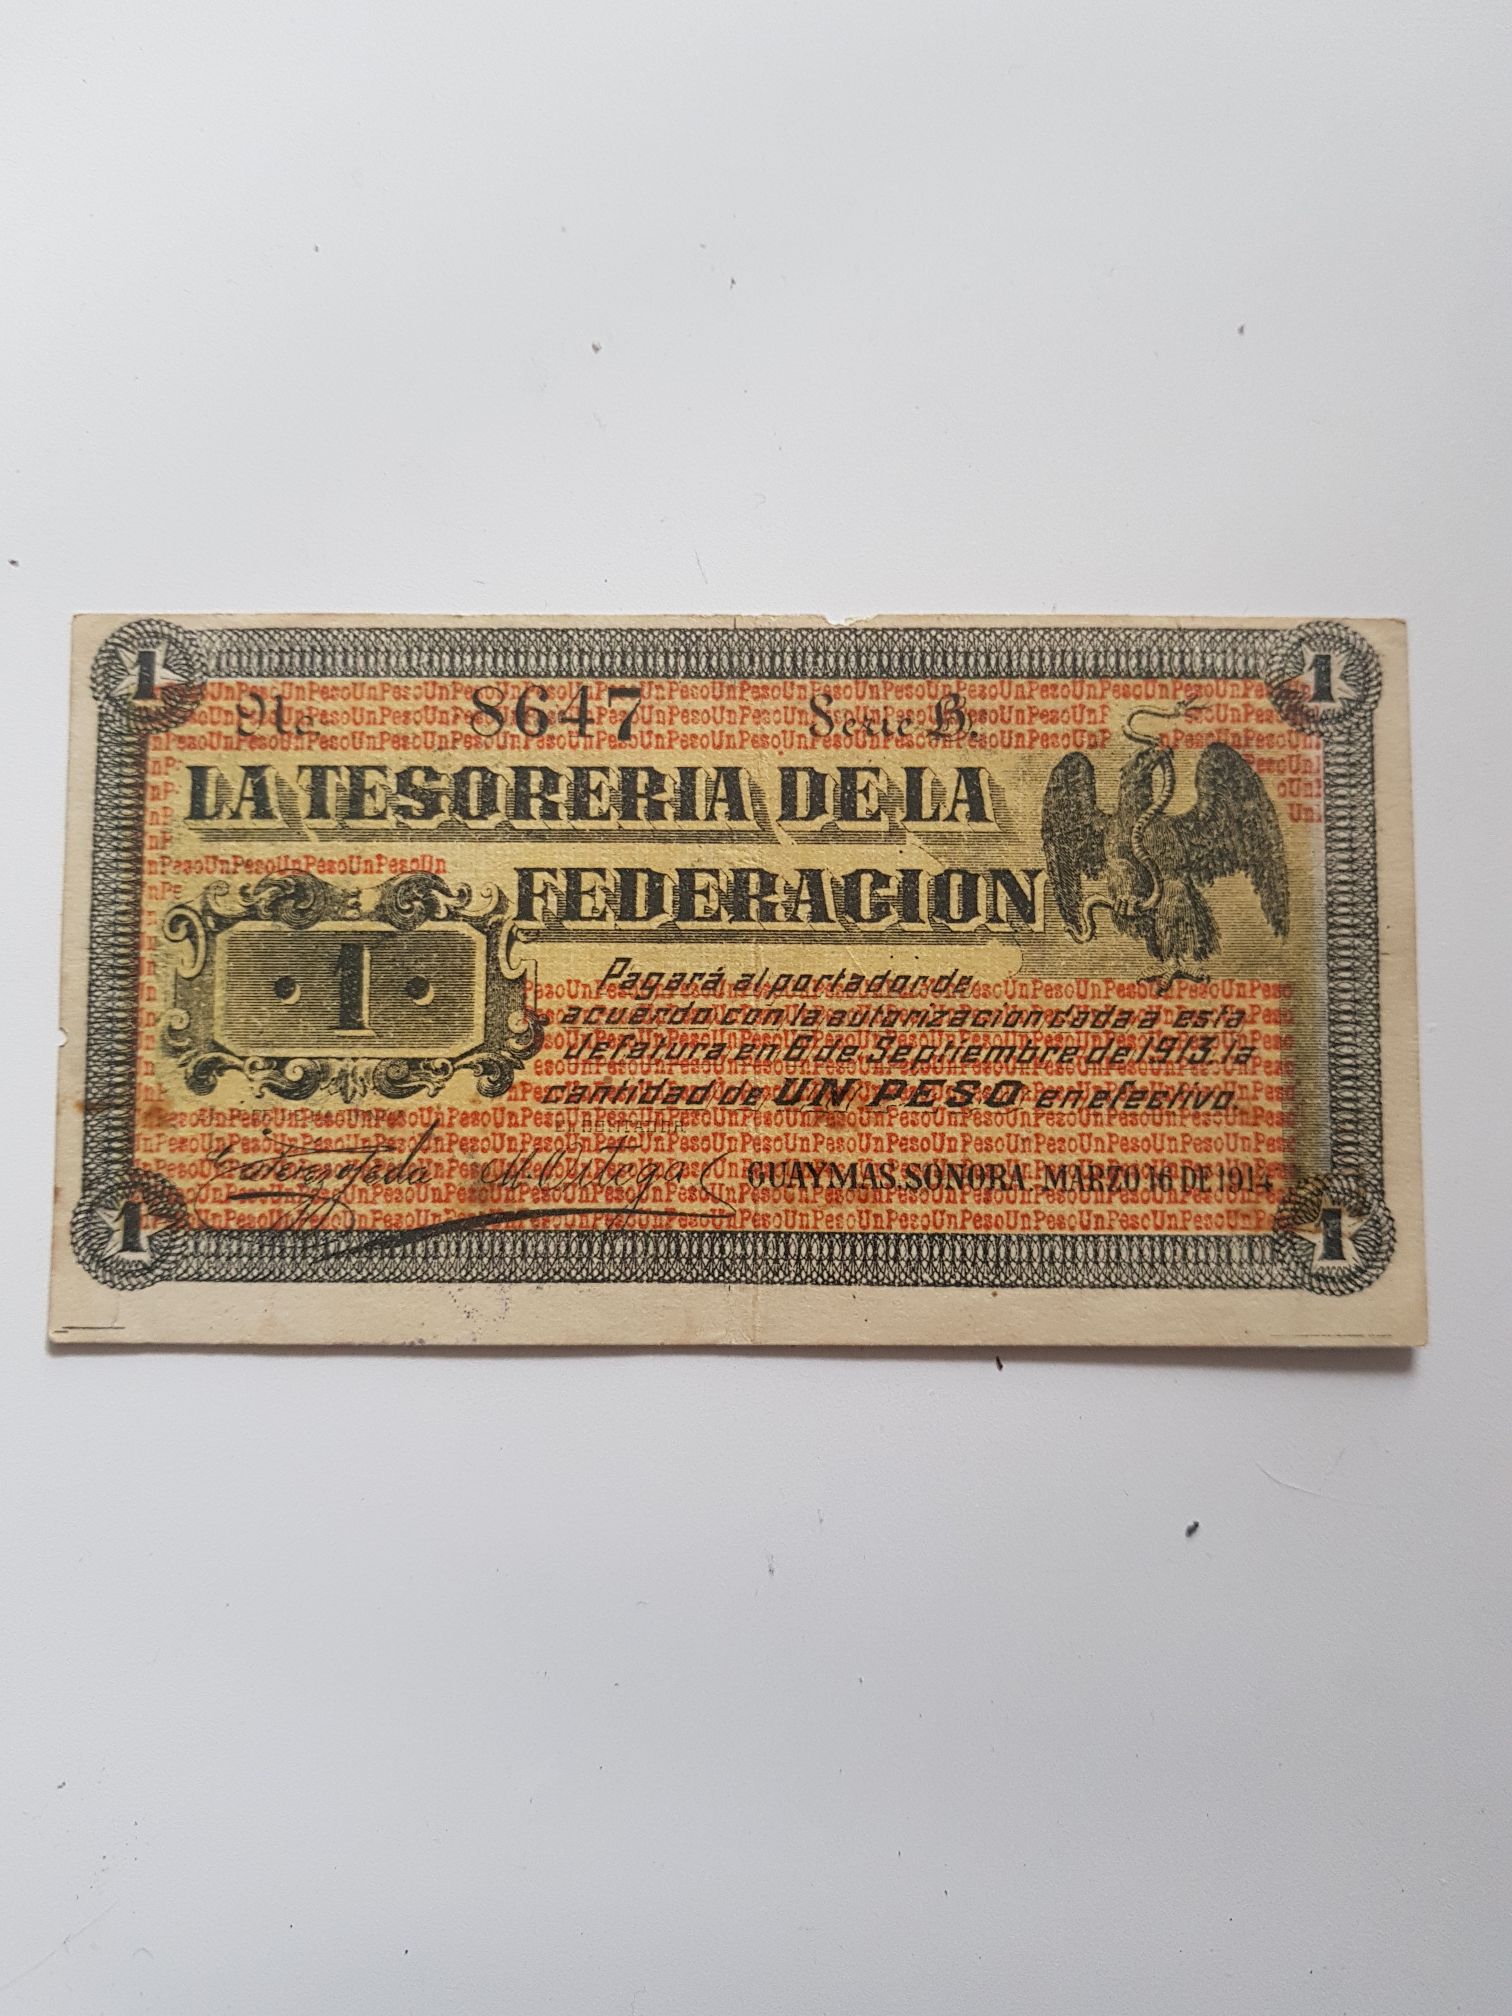 1 1
No. 8647 Serie B.
LA TESORERIA DE LA
FEDERACION
· 1 ·
Pagará al portador de
acuerdo con la autorización dada a esta
Jefatura en 6 de Septiembre de 1913, la
cantidad de UN PESO en efectivo.
EL CONTADOR
GUAYMAS, SONORA, MARZO 16 DE 1914
1 1